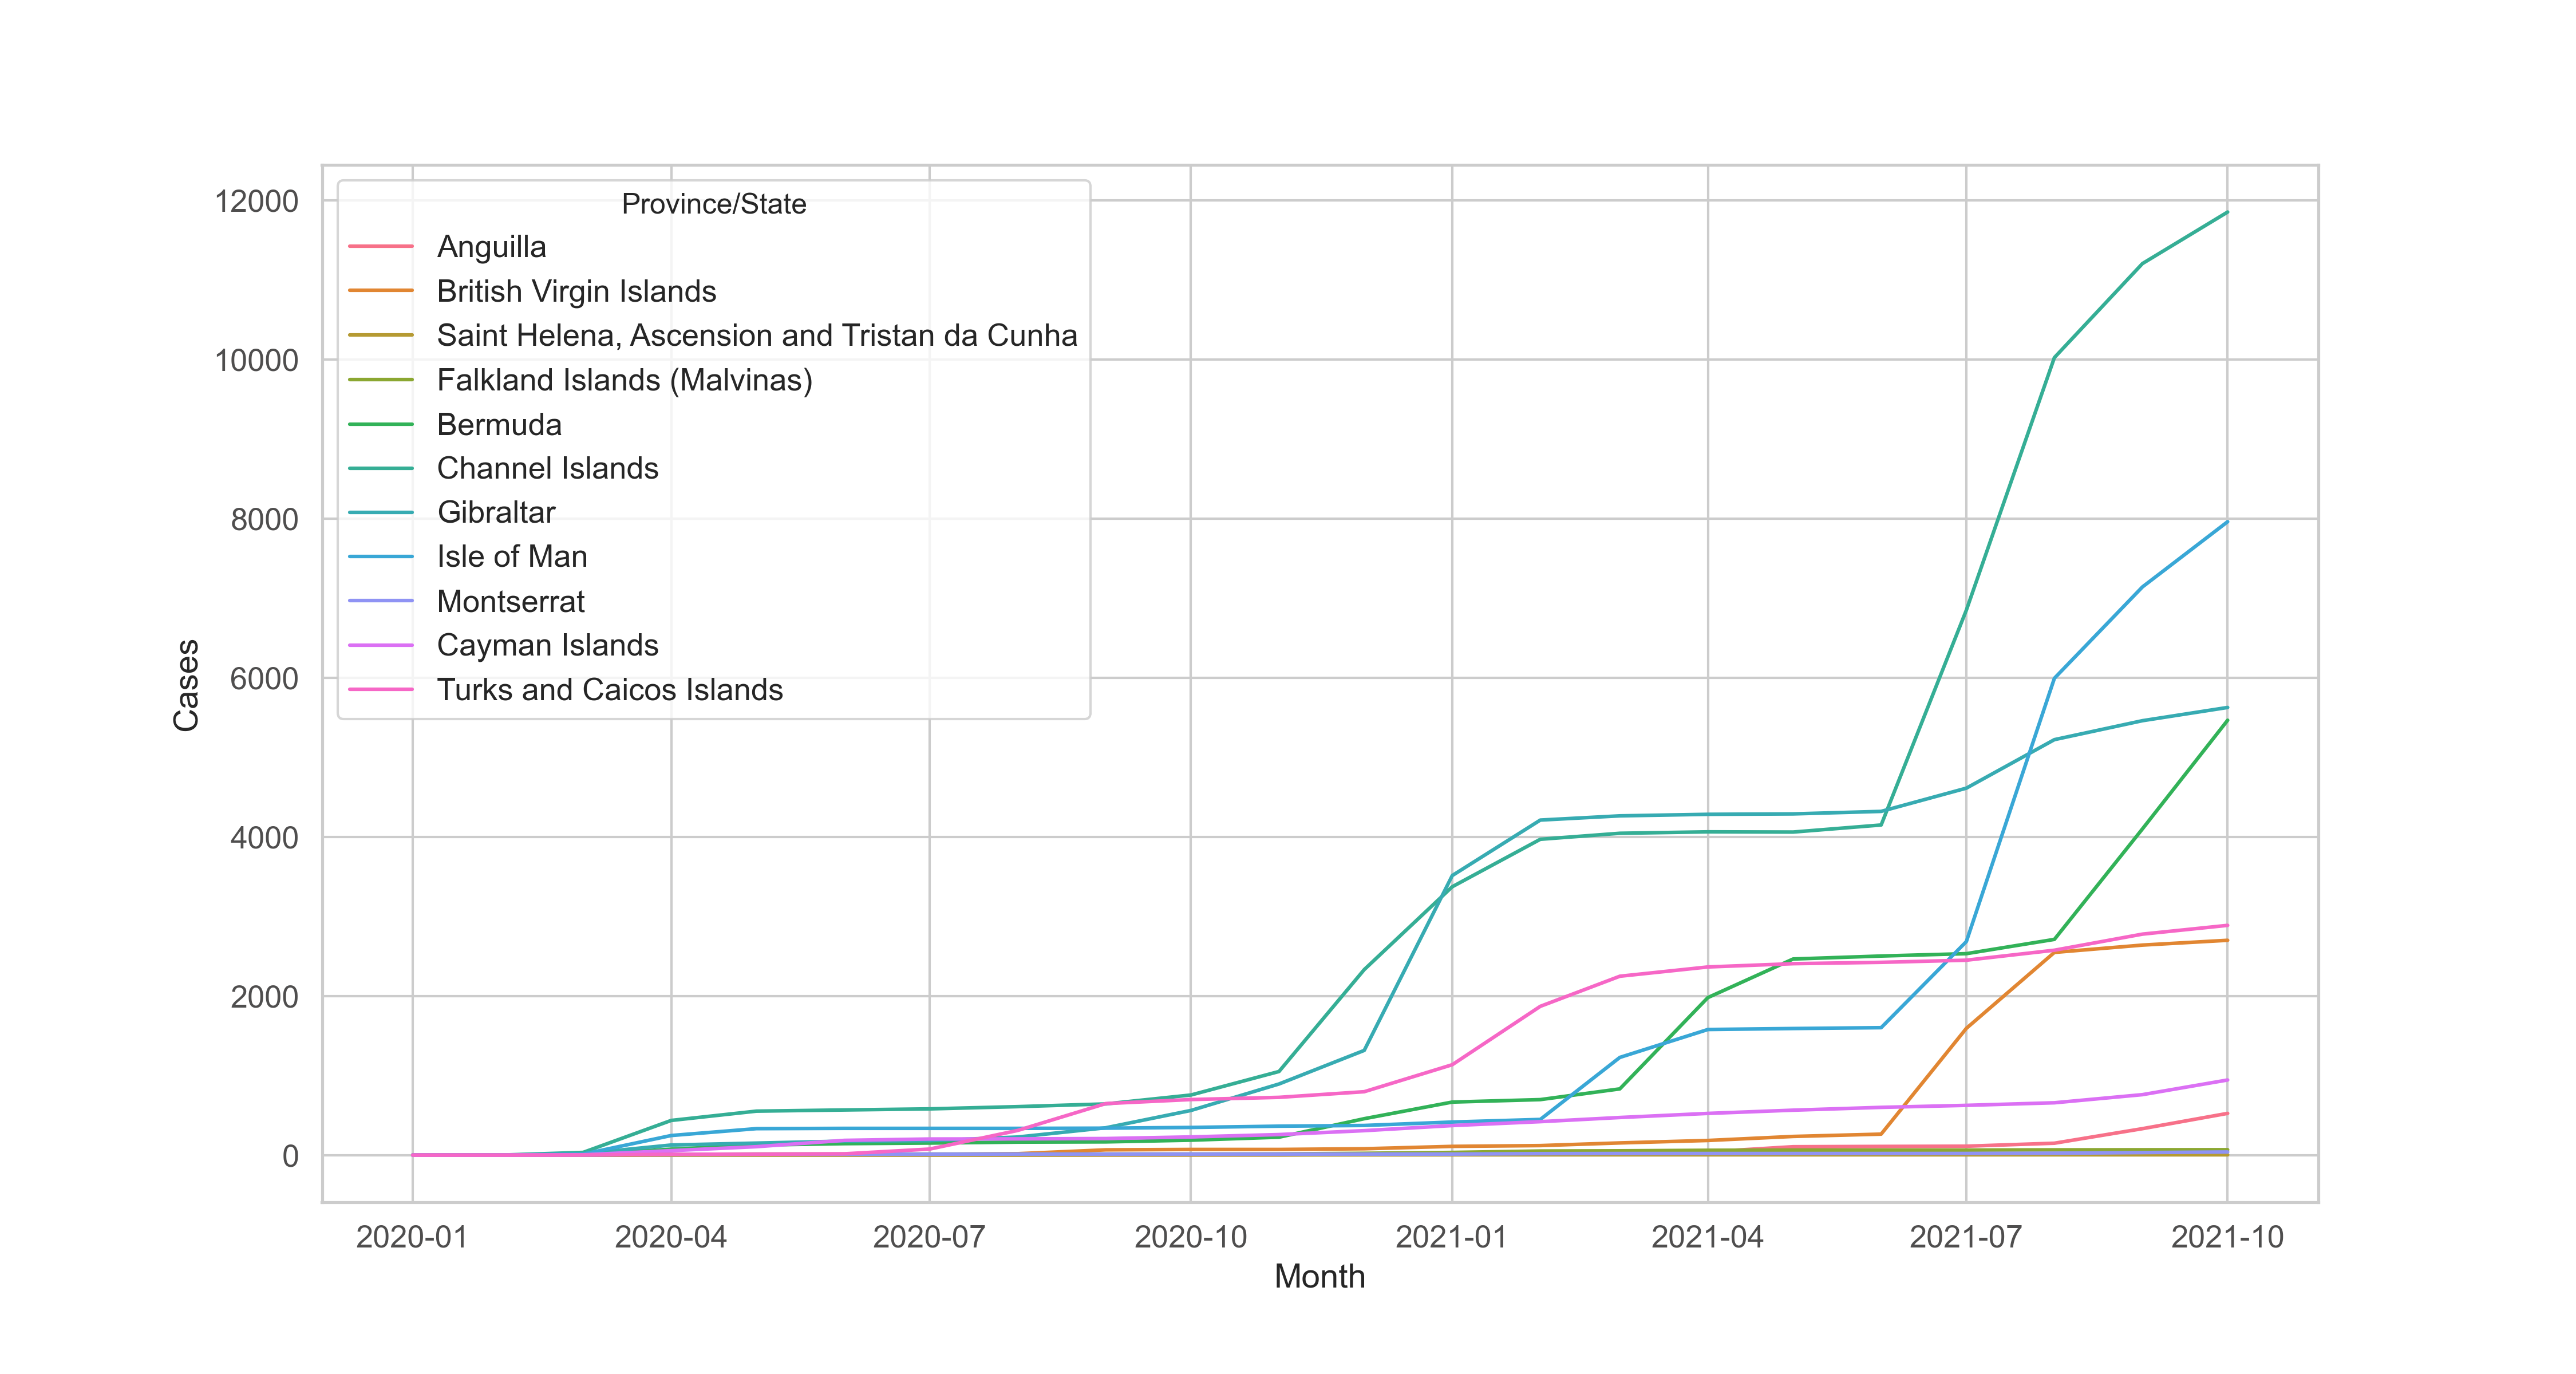 Province/State
Anguilla
British Virgin Islands
Saint Helena, Ascension and Tristan da Cunha
Falkland Islands (Malvinas)
Bermuda
Channel Islands
Gibraltar
Isle of Man
Montserrat
Cayman Islands
Turks and Caicos Islands
12000
10000
8000
6000
4000
2000
0
Cases
2020-01 2020-04 2020-07 2020-10 2021-01 2021-04 2021-07 2021-10
Month